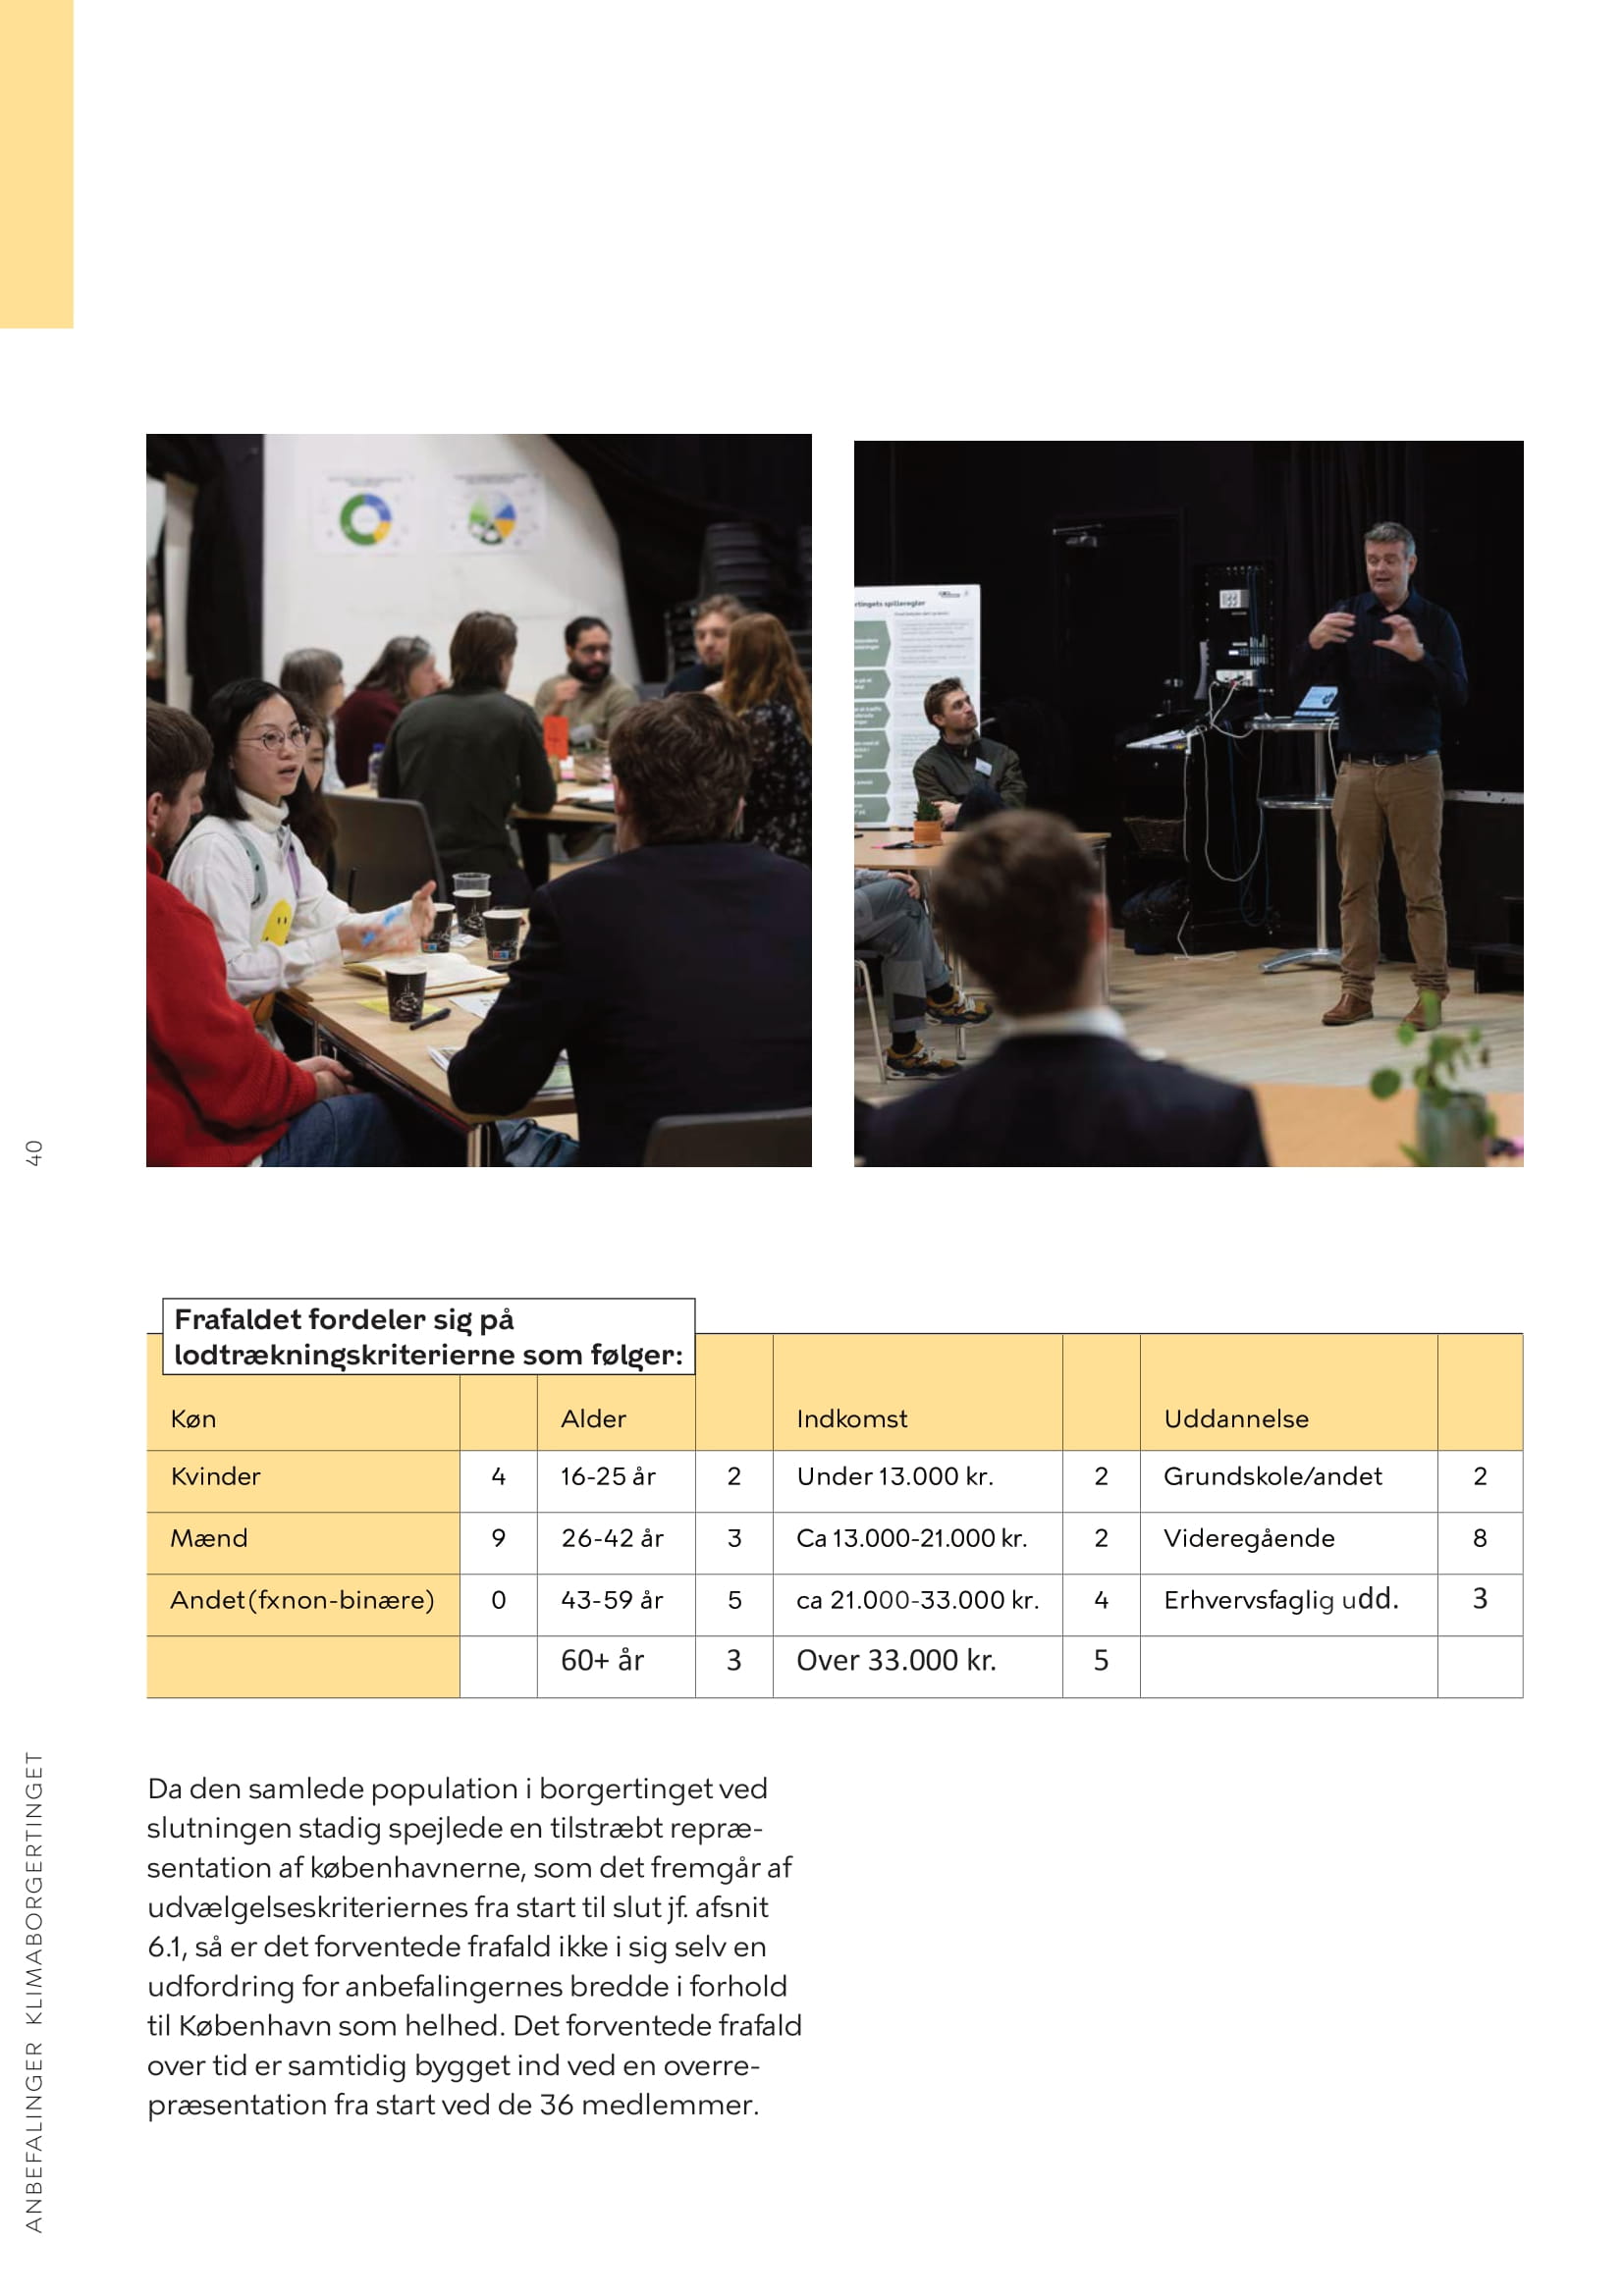 rtingets spilleregler
Frafaldet fordeler sig på
lodtrækningskriterierne som følger:
Køn Alder Indkomst Uddannelse
Kvinder 4 16-25 år 2 Under 13.000 kr. 2 Grundskole/andet 2
Mænd 9 26-42 år 3 Ca 13.000-21.000 kr. 2 Videregående 8
Andet(fxnon-binære) 0 43-59 år 5 ca 21.000-33.000 kr. 4 Erhvervsfaglig udd. 3
60+ år 3 Over 33.000 kr. 5
Da den samlede population i borgertinget ved
slutningen stadig spejlede en tilstræbt repræ-
sentation af københavnerne, som det fremgår af
udvælgelseskriteriernes fra start til slut jf. afsnit
6.1, så er det forventede frafald ikke i sig selv en
udfordring for anbefalingernes bredde i forhold
til København som helhed. Det forventede frafald
over tid er samtidig bygget ind ved en overre-
præsentation fra start ved de 36 medlemmer.
40
ANBEFALINGER KLIMABORGERTINGET